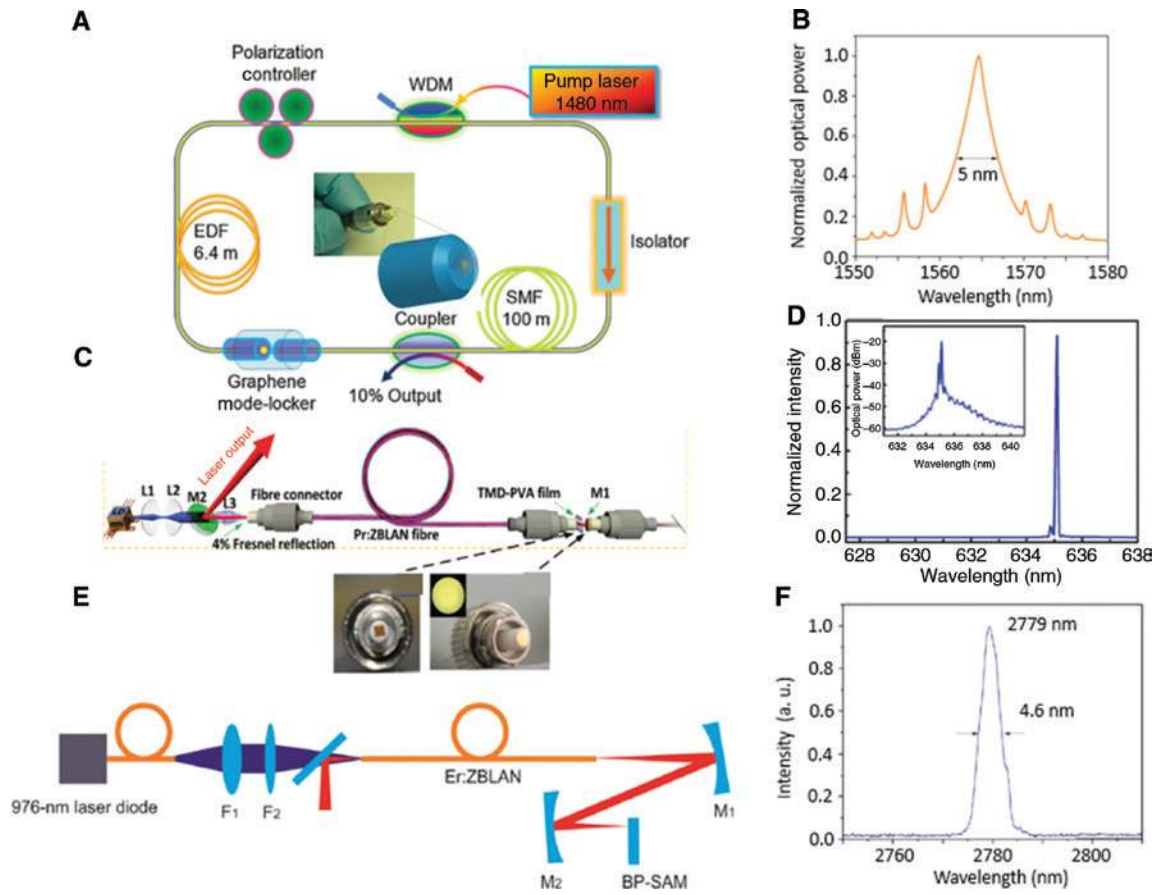 A
Polarization
controller
WDM
Pump laser
1480 nm
EDF
6.4 m
Isolator
SMF
100 m
Coupler
Graphene
mode-locker
10% Output
B
Normalized optical power
1.0
0.8
0.6
0.4
0.2
0.0
5 nm
1550 1560 1570 1580
Wavelength (nm)
C
Laser output
L1 L2 M2 L3
Fibre connector
4% Fresnel reflection
Pr:ZBLAN fibre
TMD-PVA film
M1
D
Normalized intensity
1.0
0.8
0.6
0.4
0.2
0.0
Optical power (dBm)
−20
−30
−40
−50
−60
632 634 636 638 640
Wavelength (nm)
628 630 632 634 636 638
Wavelength (nm)
E
976-nm laser diode
F1 F2
Er:ZBLAN
M1
M2
BP-SAM
F
Intensity (a. u.)
1.0
0.8
0.6
0.4
0.2
0.0
2779 nm
4.6 nm
2760 2780 2800
Wavelength (nm)